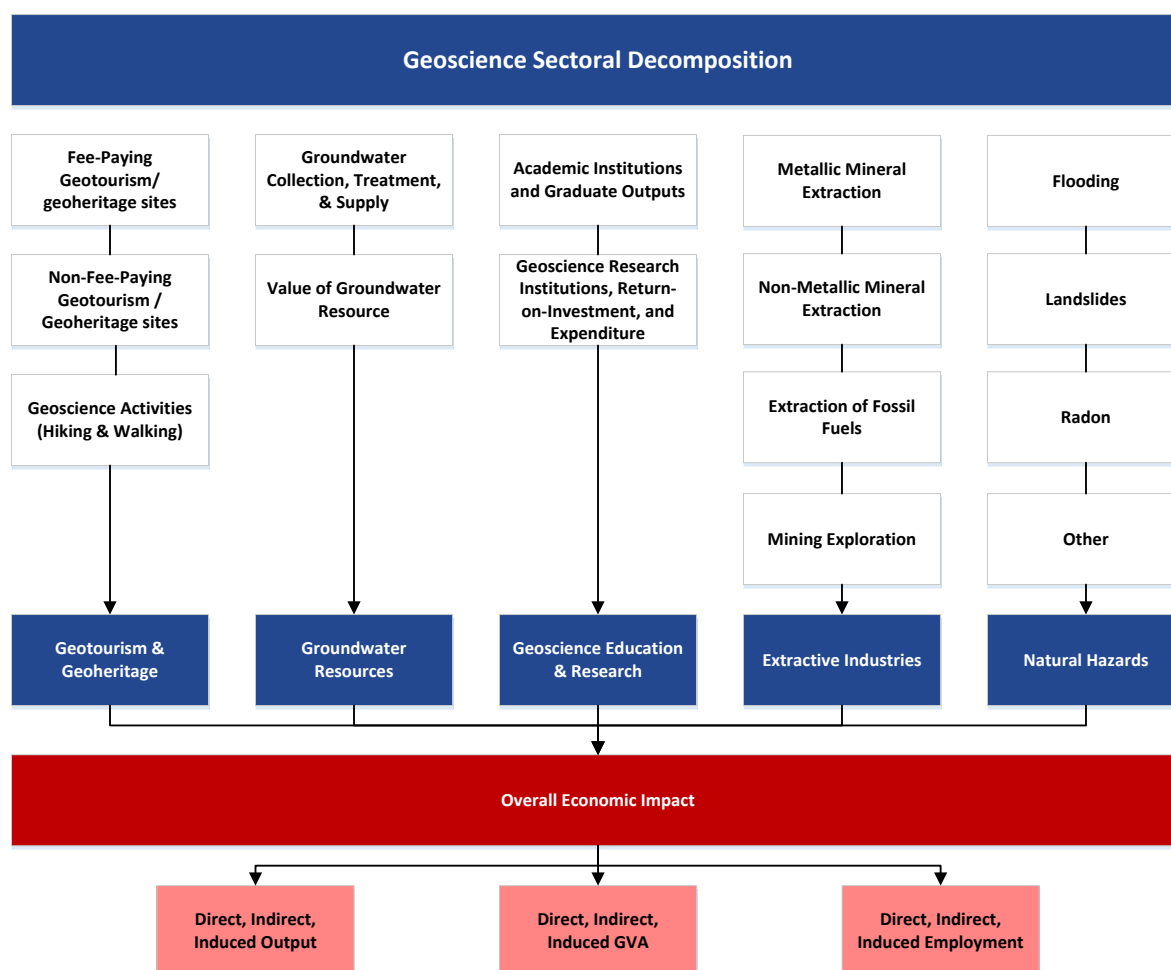 Geoscience Sectoral Decomposition
Fee-Paying
Geotourism/
geoheritage sites
Groundwater
Collection, Treatment,
& Supply
Academic Institutions
and Graduate Outputs
Metallic Mineral
Extraction
Flooding
Non-Fee-Paying
Geotourism /
Geoheritage sites
Value of Groundwater
Resource
Geoscience Research
Institutions, Return-
on-Investment, and
Expenditure
Non-Metallic Mineral
Extraction
Landslides
Geoscience Activities
(Hiking & Walking)
Extraction of Fossil
Fuels
Radon
Mining Exploration
Other
Geotourism &
Geoheritage
Groundwater
Resources
Geoscience Education
& Research
Extractive Industries
Natural Hazards
Overall Economic Impact
Direct, Indirect,
Induced Output
Direct, Indirect,
Induced GVA
Direct, Indirect,
Induced Employment